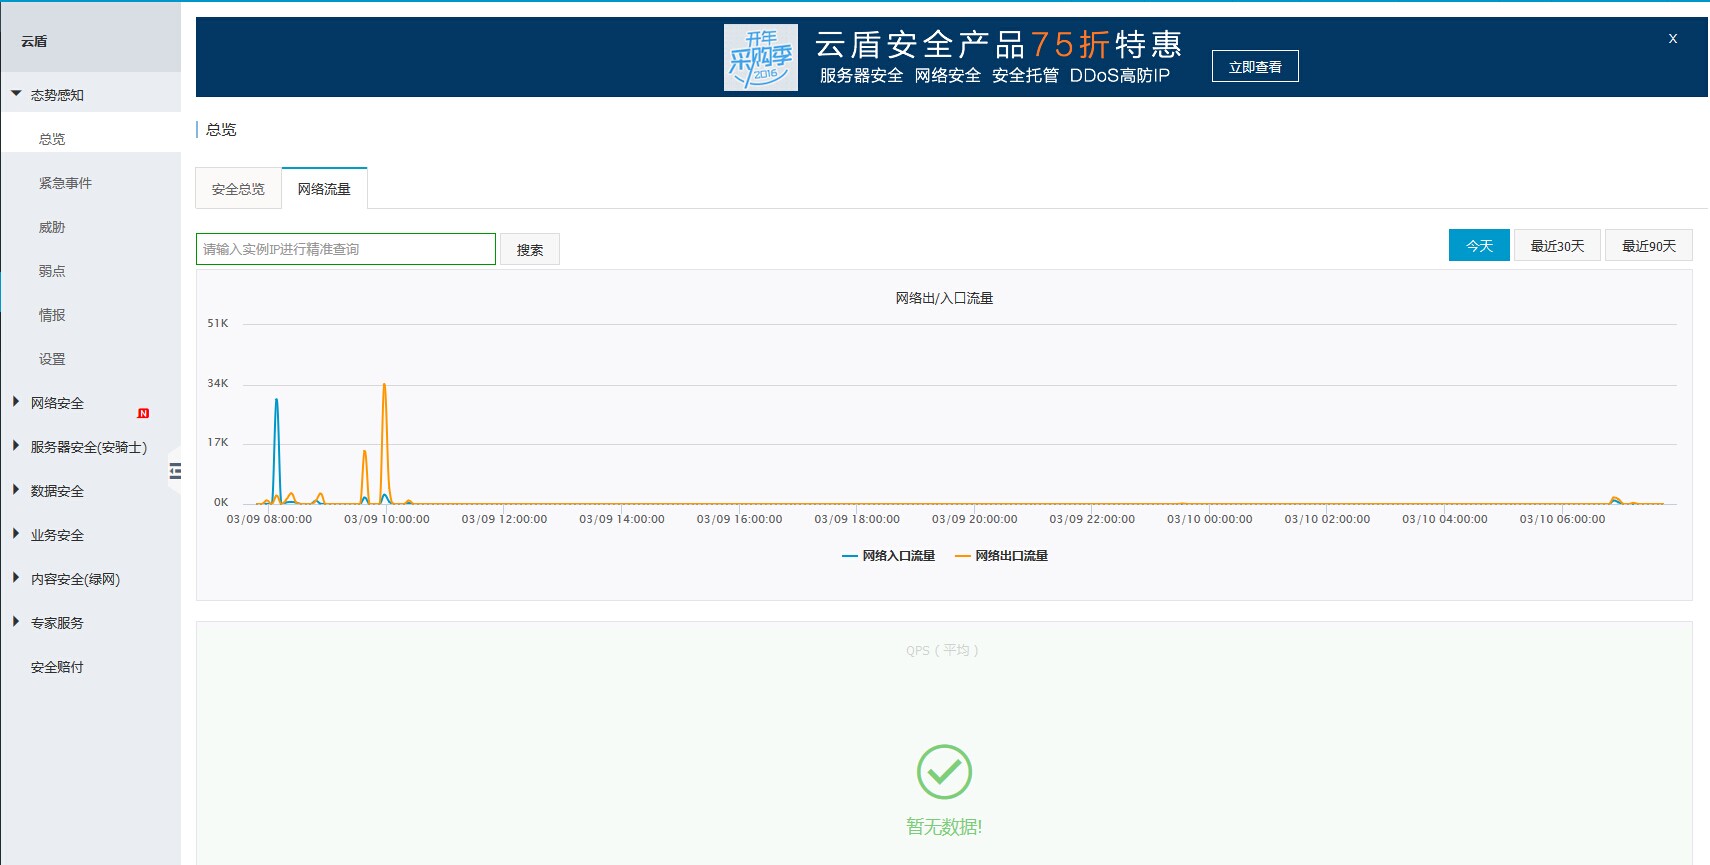 云盾
态势感知
总览
紧急事件
威胁
弱点
情报
设置
网络安全
N
服务器安全(安骑士)
数据安全
业务安全
内容安全(绿网)
专家服务
安全赔付
开年
采购季
2016
云盾安全产品75折特惠
服务器安全 网络安全 安全托管 DDoS高防IP
立即查看
X
总览
安全总览 网络流量
请输入实例IP进行精准查询 搜索
今天 最近30天 最近90天
网络出/入口流量
51K
34K
17K
0K
03/09 08:00:00 03/09 10:00:00 03/09 12:00:00 03/09 14:00:00 03/09 16:00:00 03/09 18:00:00 03/09 20:00:00 03/09 22:00:00 03/10 00:00:00 03/10 02:00:00 03/10 04:00:00 03/10 06:00:00
网络入口流量 网络出口流量
QPS（平均）
暂无数据!